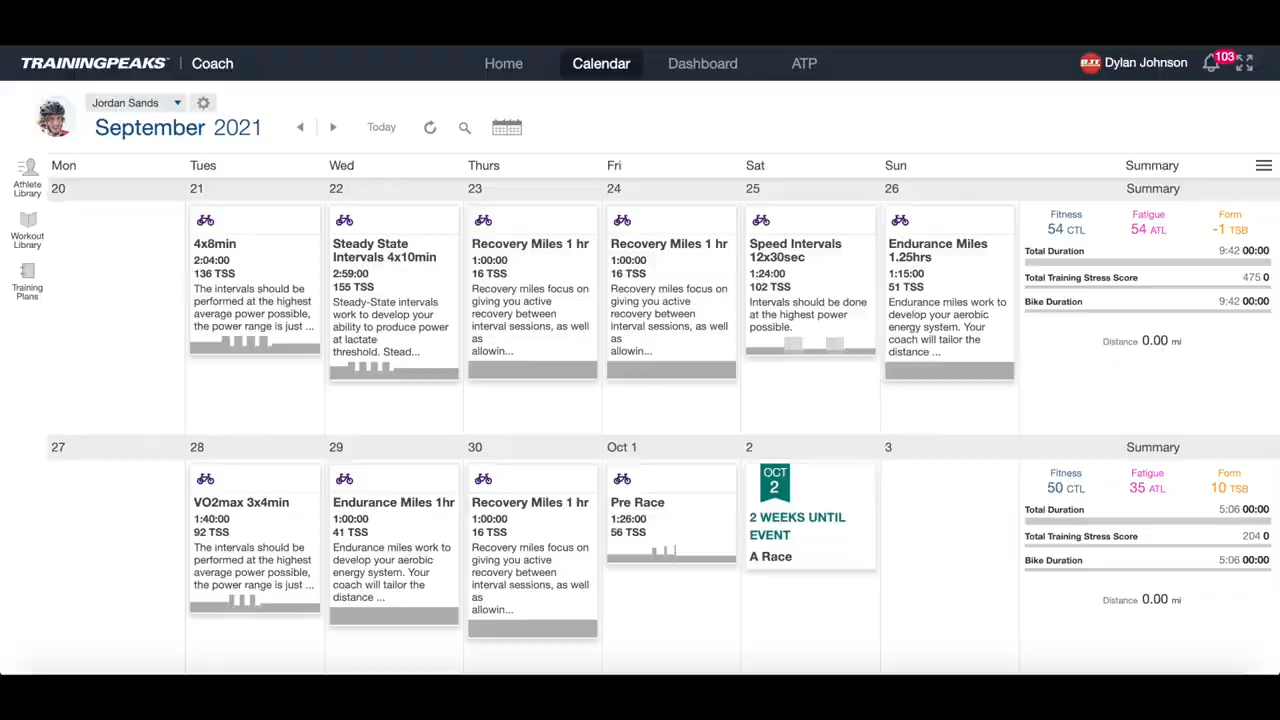 TRAININGPEAKS | Coach
Home
Calendar
Dashboard
ATP
Dylan Johnson
103
Jordan Sands
September 2021
Today
Athlete
Library
Workout
Library
Training
Plans
Mon
Tues
Wed
Thurs
Fri
Sat
Sun
Summary
20
21
22
23
24
25
26
Summary
4x8min
2:04:00
136 TSS
The intervals should be
performed at the highest
average power possible,
the power range is just ...
Steady State
Intervals 4x10min
2:59:00
155 TSS
Steady-State intervals
work to develop your
ability to produce power
at lactate
threshold. Stead...
Recovery Miles 1 hr
1:00:00
16 TSS
Recovery miles focus on
giving you active
recovery between
interval sessions, as well
as
allowin...
Recovery Miles 1 hr
1:00:00
16 TSS
Recovery miles focus on
giving you active
recovery between
interval sessions, as well
as
allowin...
Speed Intervals
12x30sec
1:24:00
102 TSS
Intervals should be done
at the highest power
possible.
Endurance Miles
1.25hrs
1:15:00
51 TSS
Endurance miles work to
develop your aerobic
energy system. Your
coach will tailor the
distance ...
Fitness
54 CTL
Fatigue
54 ATL
Form
-1 TSB
Total Duration 9:42 00:00
Total Training Stress Score 475 0
Bike Duration 9:42 00:00
Distance 0.00 mi
27
28
29
30
Oct 1
2
3
Summary
VO2max 3x4min
1:40:00
92 TSS
The intervals should be
performed at the highest
average power possible,
the power range is just ...
Endurance Miles 1hr
1:00:00
41 TSS
Endurance miles work to
develop your aerobic
energy system. Your
coach will tailor the
distance ...
Recovery Miles 1 hr
1:00:00
16 TSS
Recovery miles focus on
giving you active
recovery between
interval sessions, as well
as
allowin...
Pre Race
1:26:00
56 TSS
OCT
2
2 WEEKS UNTIL
EVENT
A Race
Fitness
50 CTL
Fatigue
35 ATL
Form
10 TSB
Total Duration 5:06 00:00
Total Training Stress Score 204 0
Bike Duration 5:06 00:00
Distance 0.00 mi